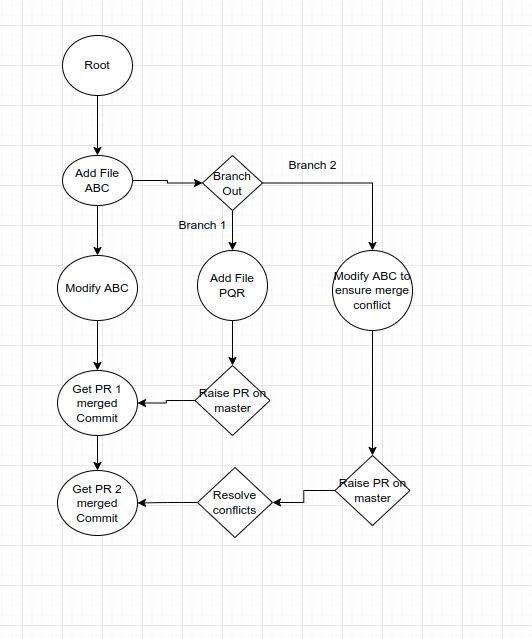 Root
Add File
ABC
Branch
Out
Branch 2
Branch 1
Modify ABC
Add File
PQR
Modify ABC to
ensure merge
conflict
Get PR 1
merged
Commit
Raise PR on
master
Get PR 2
merged
Commit
Resolve
conflicts
Raise PR on
master